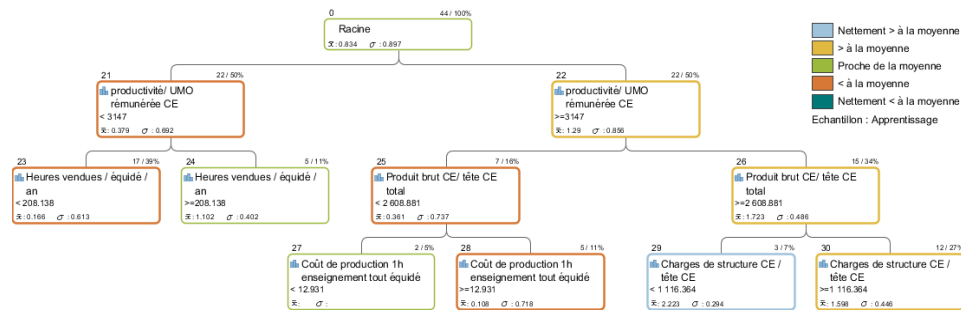 0
44 / 100%
Racine
x̄: 0.834 σ : 0.897
Nettement > à la moyenne
> à la moyenne
Proche de la moyenne
< à la moyenne
Nettement < à la moyenne
Echantillon : Apprentissage
21
22 / 50%
productivité/ UMO
rémunérée CE
< 3147
x̄: 0.379 σ : 0.692
22
22 / 50%
productivité/ UMO
rémunérée CE
>=3147
x̄: 1.29 σ : 0.856
23
17 / 39%
Heures vendues / équidé /
an
< 208.138
x̄: 0.166 σ : 0.613
24
5 / 11%
Heures vendues / équidé /
an
>=208.138
x̄: 1.102 σ : 0.402
25
7 / 16%
Produit brut CE/ tête CE
total
< 2 608.881
x̄: 0.361 σ : 0.737
26
15 / 34%
Produit brut CE/ tête CE
total
>=2 608.881
x̄: 1.723 σ : 0.486
27
2 / 5%
Coût de production 1h
enseignement tout équidé
< 12.931
x̄: σ :
28
5 / 11%
Coût de production 1h
enseignement tout équidé
>=12.931
x̄: 0.108 σ : 0.718
29
3 / 7%
Charges de structure CE /
tête CE
< 1 116.364
x̄: 2.223 σ : 0.294
30
12 / 27%
Charges de structure CE /
tête CE
>=1 116.364
x̄: 1.598 σ : 0.446